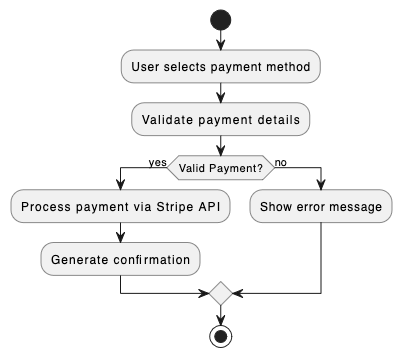 User selects payment method
Validate payment details
yes
Valid Payment?
no
Process payment via Stripe API
Show error message
Generate confirmation